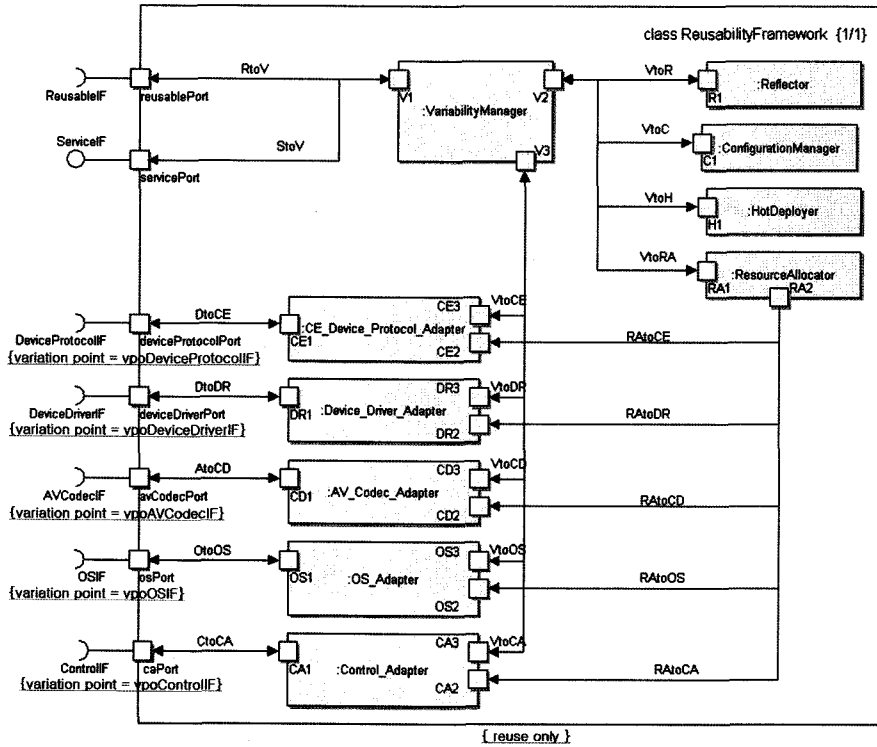 class ReusabilityFramework {1/1}
RtoV
VtoR
ReusableIF
reusablePort
V1
:VariabilityManager
V2
R1
:Reflector
ServiceIF
StoV
V3
VtoC
C1
:ConfigurationManager
servicePort
VtoH
H1
:HotDeployer
VtoRA
RA1
:ResourceAllocator
RA2
DtoCE
CE3
VtoCE
DeviceProtocolIF
deviceProtocolPort
CE1
:CE_Device_Protocol_Adapter
CE2
RAtoCE
{variation point = vpoDeviceProtocolIF}
DtoDR
DR3
VtoDR
DeviceDriverIF
deviceDriverPort
DR1
:Device_Driver_Adapter
DR2
RAtoDR
{variation point = vpoDeviceDriverIF}
AtoCD
CD3
VtoCD
AVCodecIF
avCodecPort
CD1
:AV_Codec_Adapter
CD2
RAtoCD
{variation point = vpoAVCodecIF}
OtoOS
OS3
VtoOS
OSIF
osPort
OS1
:OS_Adapter
OS2
RAtoOS
{variation point = vpoOSIF}
CtoCA
CA3
VtoCA
ControlIF
caPort
CA1
:Control_Adapter
CA2
RAtoCA
{variation point = vpoControlIF}
{ reuse only }